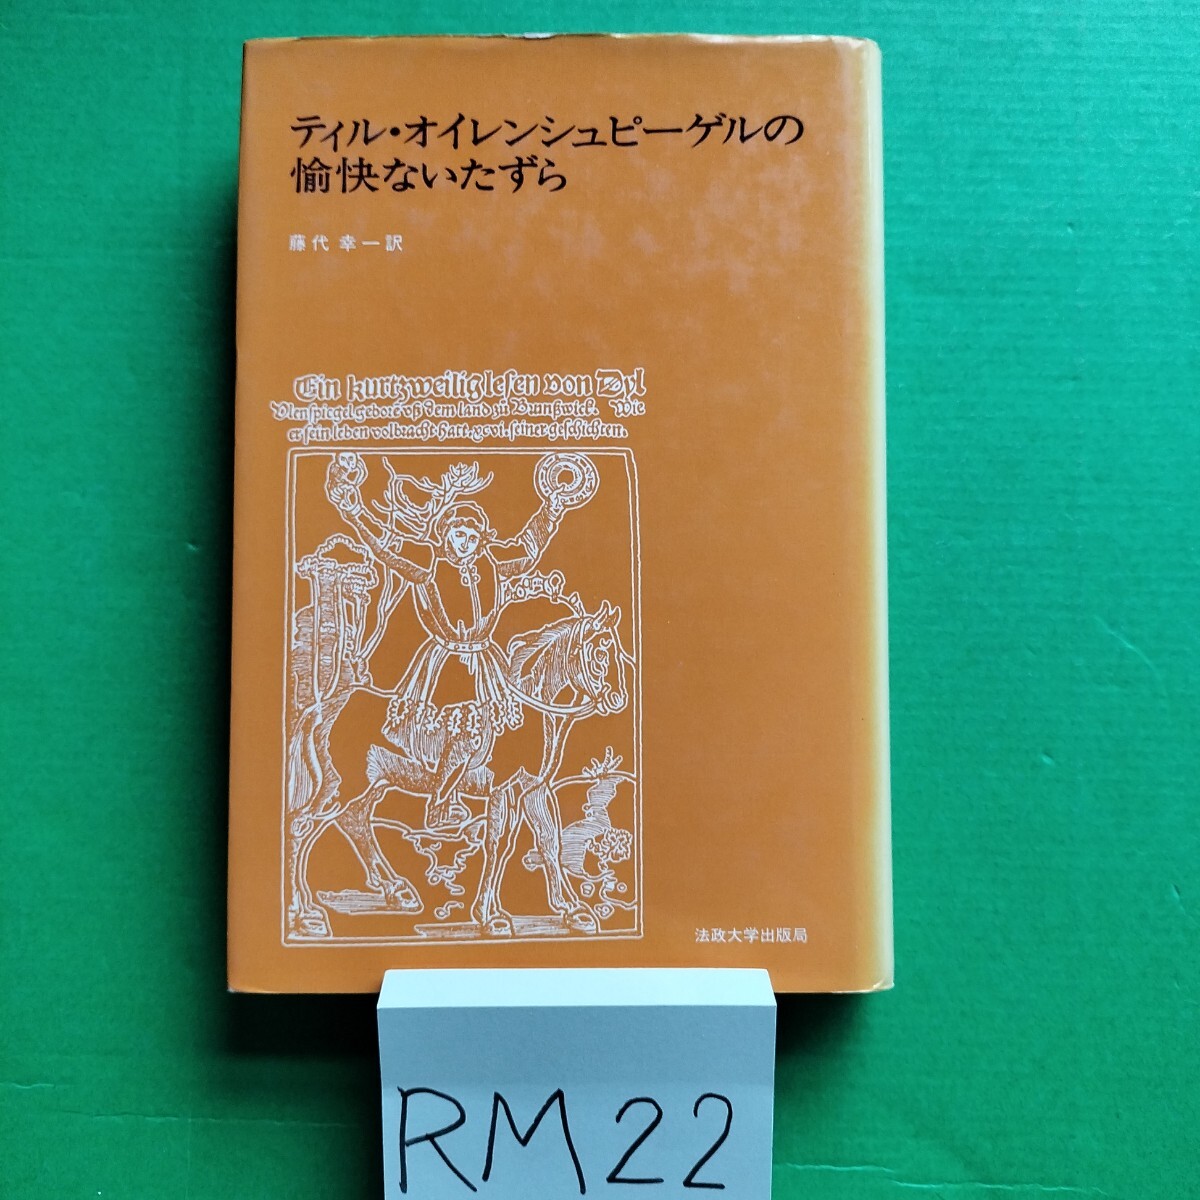 ティル・オイレンシュピーゲルの
愉快ないたずら
藤代 幸一訳
Ein kurtzweilig lesen von Dyl
Vlenspiegel gebore vß dem land zů Brunßwick. Wie
er sein leben volbracht hatt. xcvi. seiner geschichten.
法政大学出版局
RM22